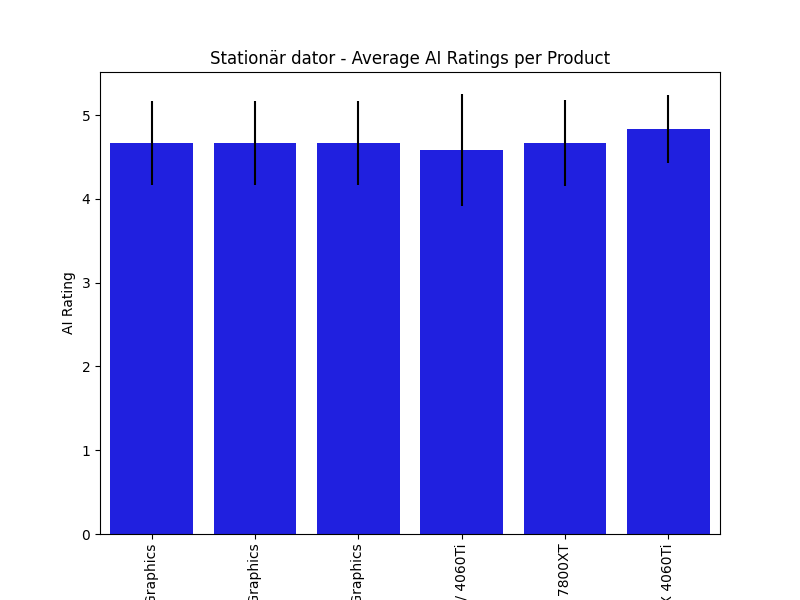 Stationär dator - Average AI Ratings per Product
AI Rating
5
4
3
2
1
0
Graphics
Graphics
Graphics
/ 4060Ti
7800XT
X 4060Ti